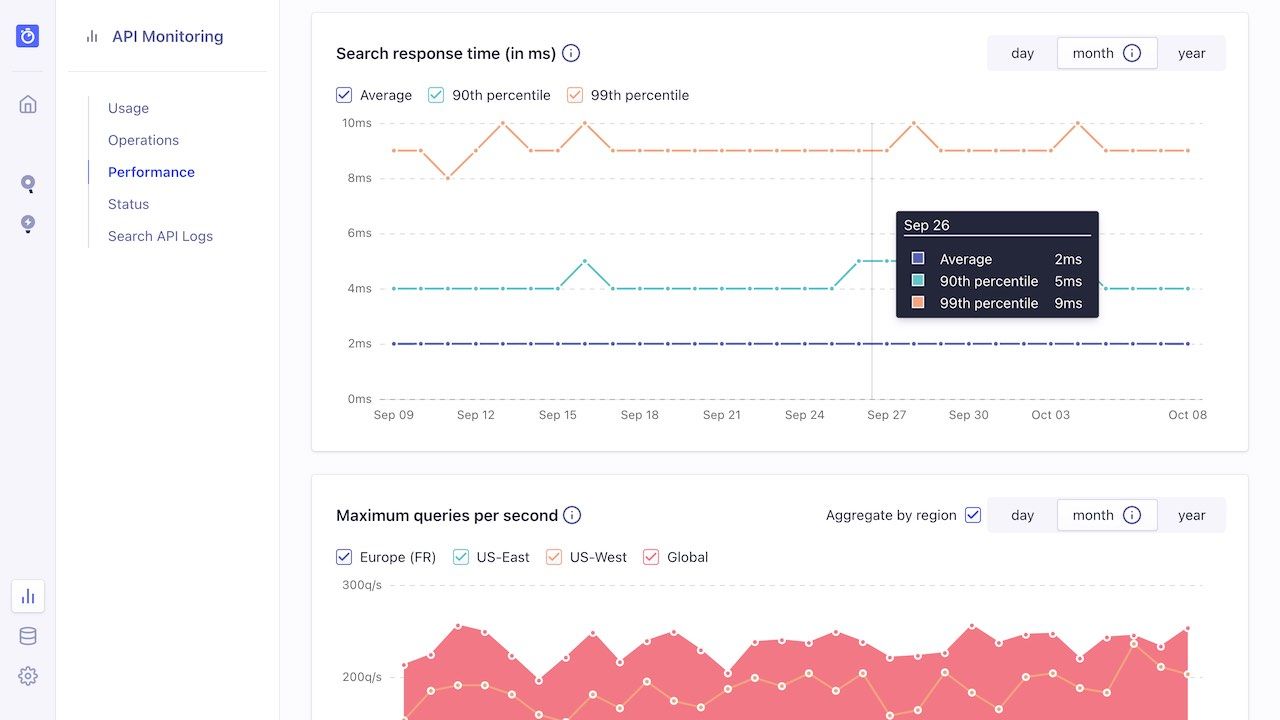 API Monitoring
Usage
Operations
Performance
Status
Search API Logs
Search response time (in ms)
day month year
Average 90th percentile 99th percentile
10ms
8ms
6ms
4ms
2ms
0ms
Sep 09 Sep 12 Sep 15 Sep 18 Sep 21 Sep 24 Sep 27 Sep 30 Oct 03 Oct 08
Sep 26
Average 2ms
90th percentile 5ms
99th percentile 9ms
Maximum queries per second
Aggregate by region day month year
Europe (FR) US-East US-West Global
300q/s
200q/s